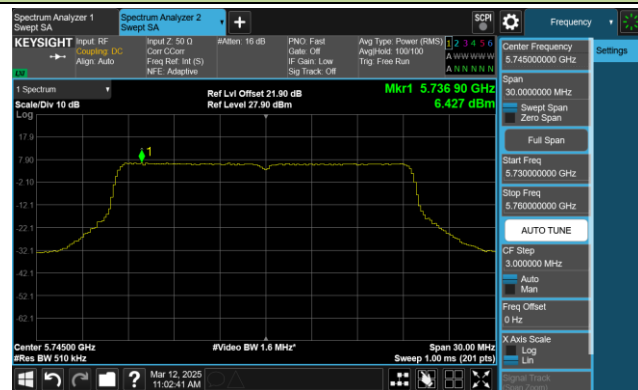 Spectrum Analyzer 1
Swept SA
Spectrum Analyzer 2
Swept SA
+
SCPI
Frequency
KEYSIGHT
Input: RF
Coupling: DC
Align: Auto
Input Z: 50 Ω
Corr CCorr
Freq Ref: Int (S)
NFE: Adaptive
#Atten: 16 dB
PNO: Fast
Gate: Off
IF Gain: Low
Sig Track: Off
Avg Type: Power (RMS)
Avg|Hold: 100/100
Trig: Free Run
1 2 3 4 5 6
A W W W W W
A N N N N N
LW
1 Spectrum
Scale/Div 10 dB
Log
Ref Lvl Offset 21.90 dB
Ref Level 27.90 dBm
Mkr1 5.736 90 GHz
6.427 dBm
1
17.9
7.90
-2.10
-12.1
-22.1
-32.1
-42.1
-52.1
-62.1
Center 5.74500 GHz
#Res BW 510 kHz
#Video BW 1.6 MHz*
Span 30.00 MHz
Sweep 1.00 ms (201 pts)
Center Frequency
5.745000000 GHz
Settings
Span
30.0000000 MHz
Swept Span
Zero Span
Full Span
Start Freq
5.730000000 GHz
Stop Freq
5.760000000 GHz
AUTO TUNE
CF Step
3.000000 MHz
Auto
Man
Freq Offset
0 Hz
X Axis Scale
Log
Lin
Signal Track
(Span Zoom)
?
Mar 12, 2025
11:02:41 AM